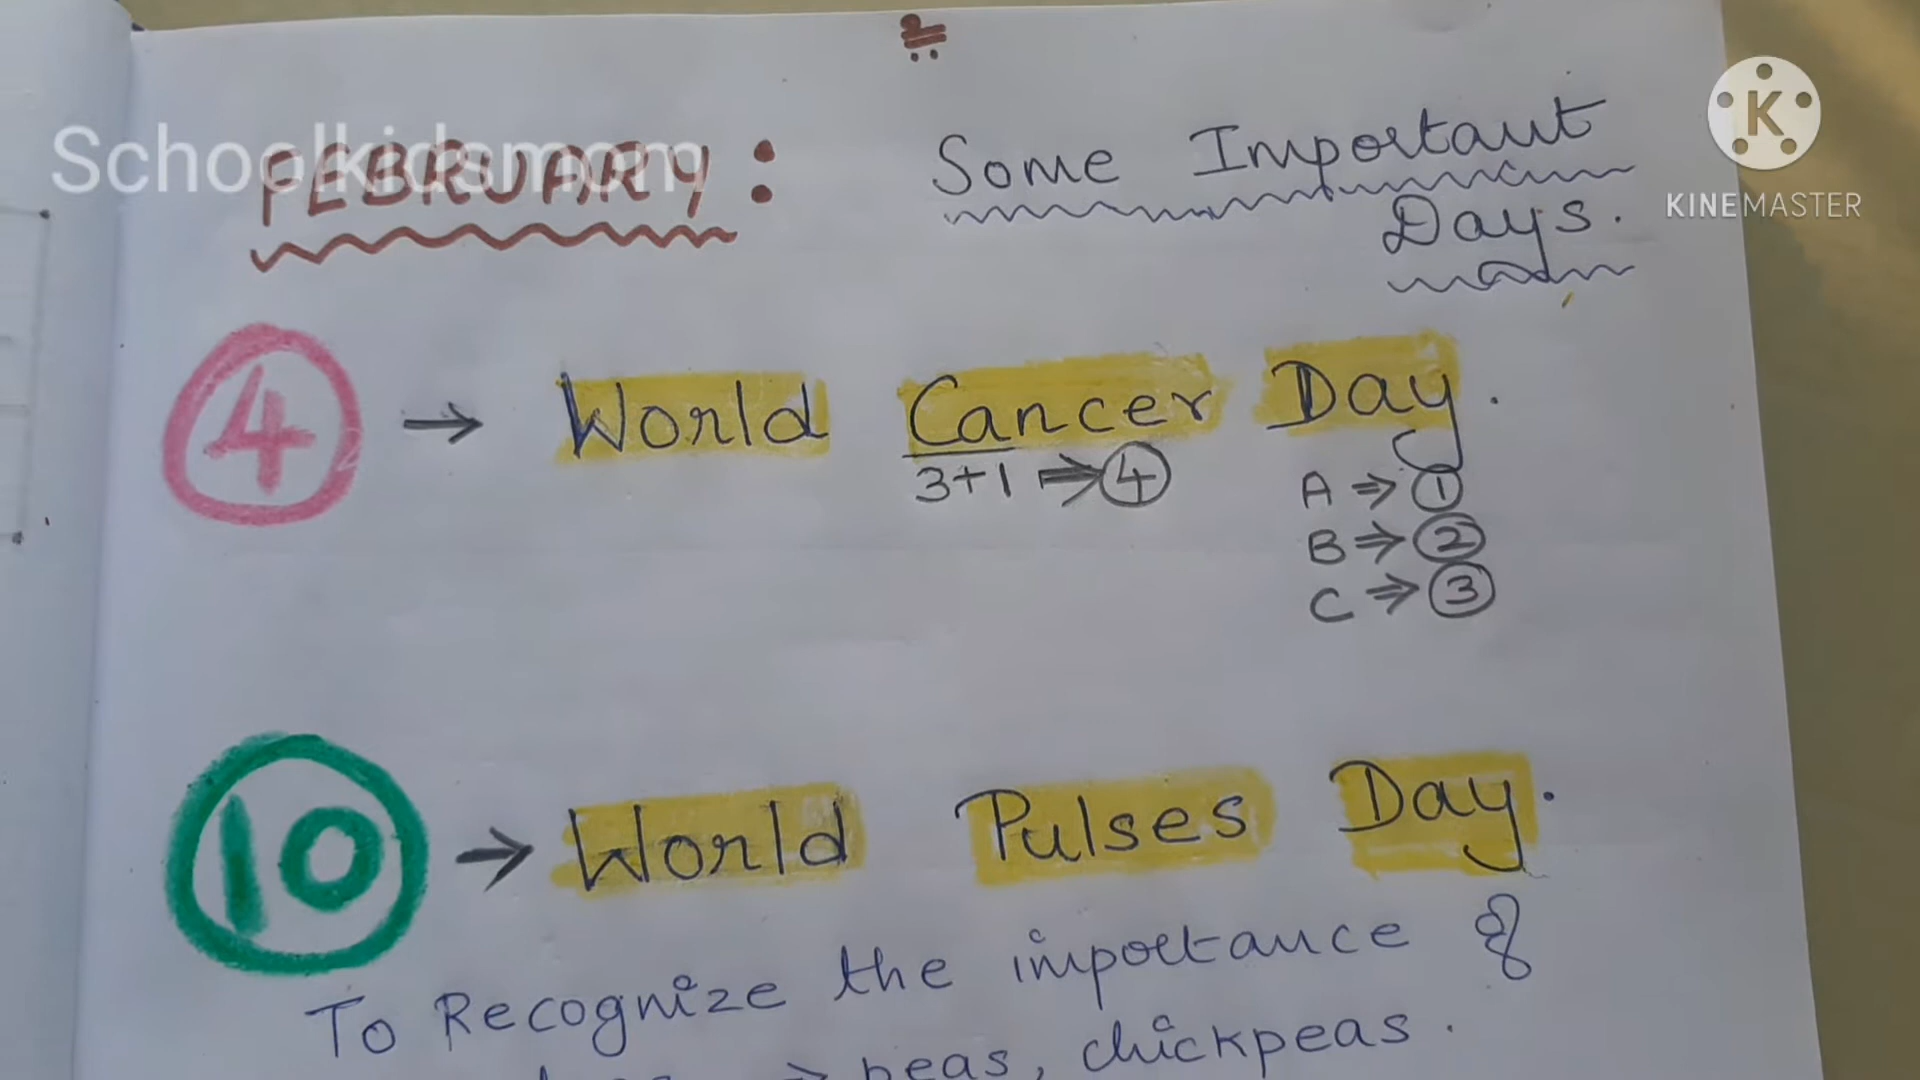 FEBRUARY : Some Important
Days.
Schoolkidsmom
K
KINEMASTER
4 → World Cancer Day.
3+1 ⇒ 4
A ⇒ 1
B ⇒ 2
C ⇒ 3
10 → World Pulses Day.
To Recognize the importance of
→ peas, chickpeas.